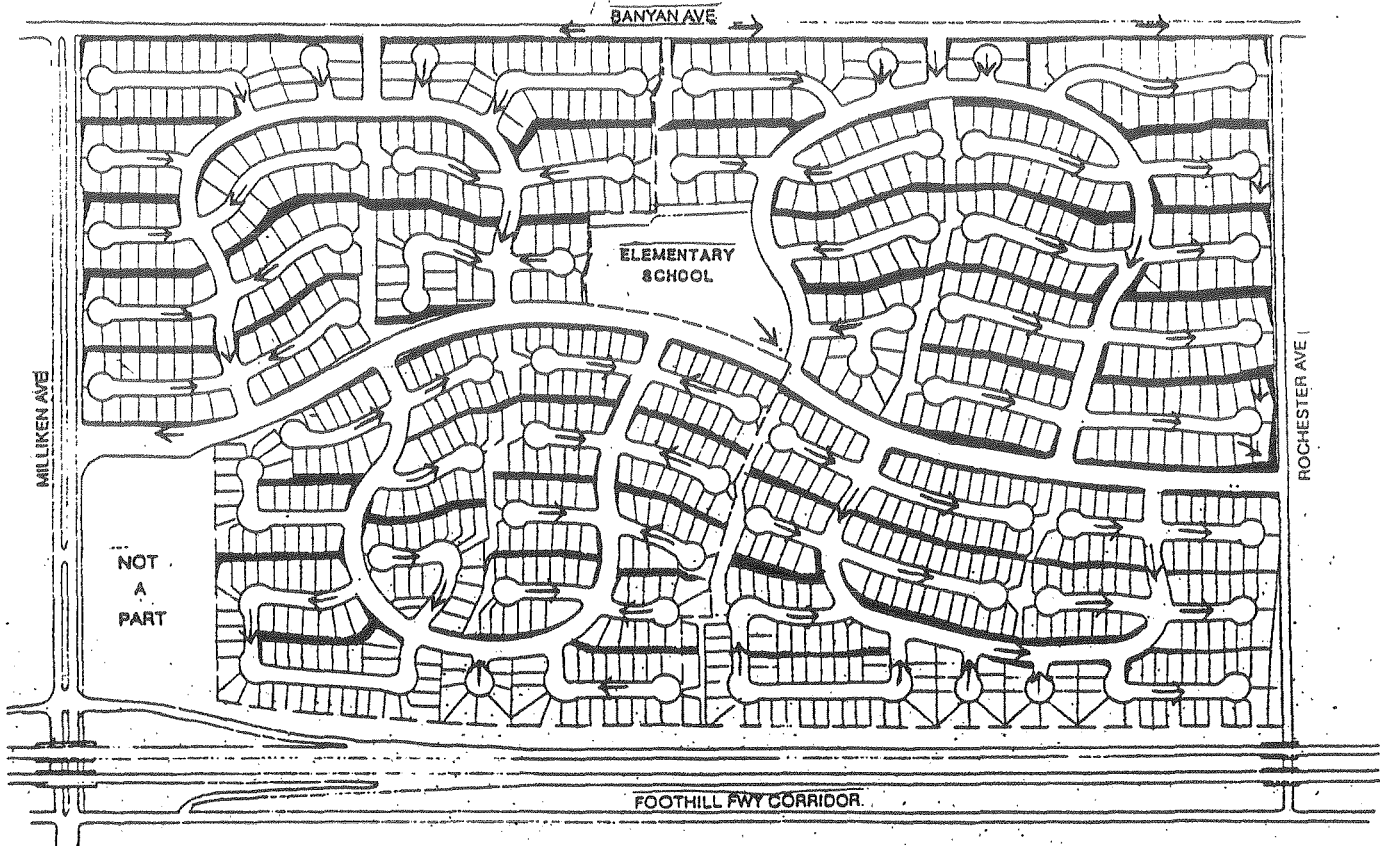 BANYAN AVE
ELEMENTARY
SCHOOL
MILLIKEN AVE
ROCHESTER AVE
NOT
A
PART
FOOTHILL FWY CORRIDOR